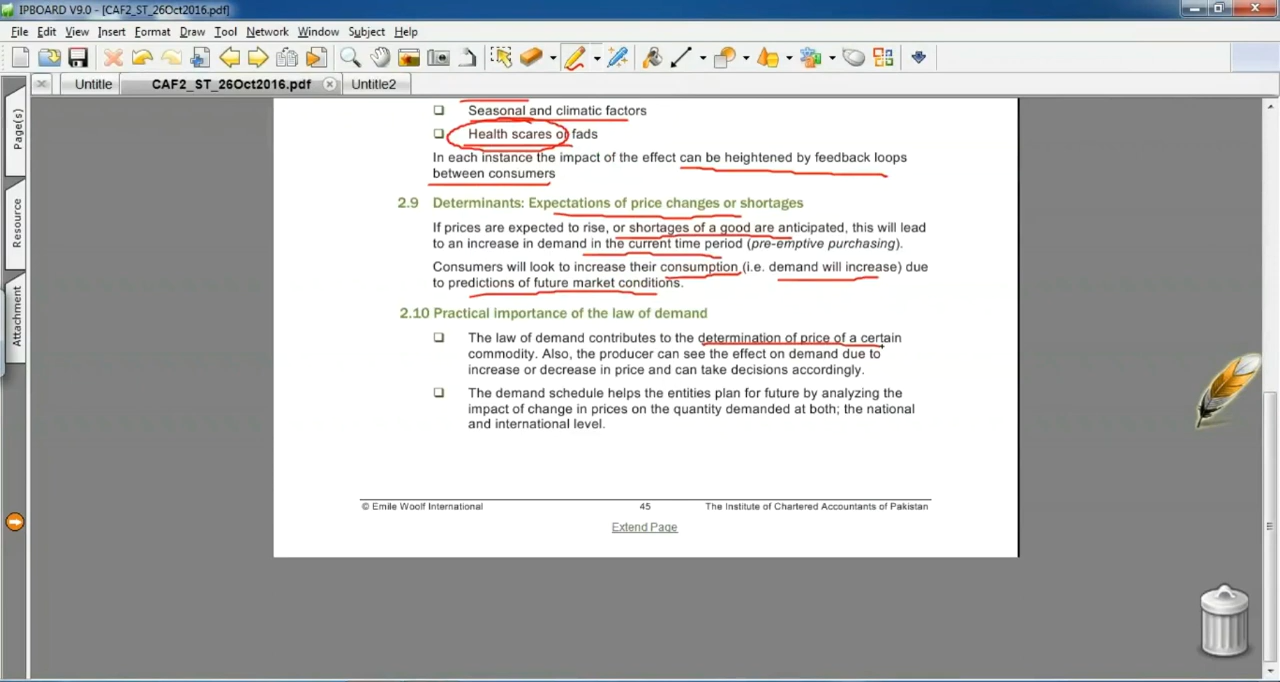 IPBOARD V9.0 - [CAF2_ST_26Oct2016.pdf]
File Edit View Insert Format Draw Tool Network Window Subject Help
Untitle CAF2_ST_26Oct2016.pdf Untitle2
Page(s)
Resource
Attachment
Seasonal and climatic factors
Health scares or fads
In each instance the impact of the effect can be heightened by feedback loops
between consumers
2.9 Determinants: Expectations of price changes or shortages
If prices are expected to rise, or shortages of a good are anticipated, this will lead
to an increase in demand in the current time period (pre-emptive purchasing).
Consumers will look to increase their consumption (i.e. demand will increase) due
to predictions of future market conditions.
2.10 Practical importance of the law of demand
The law of demand contributes to the determination of price of a certain
commodity. Also, the producer can see the effect on demand due to
increase or decrease in price and can take decisions accordingly.
The demand schedule helps the entities plan for future by analyzing the
impact of change in prices on the quantity demanded at both; the national
and international level.
© Emile Woolf International 45 The Institute of Chartered Accountants of Pakistan
Extend Page